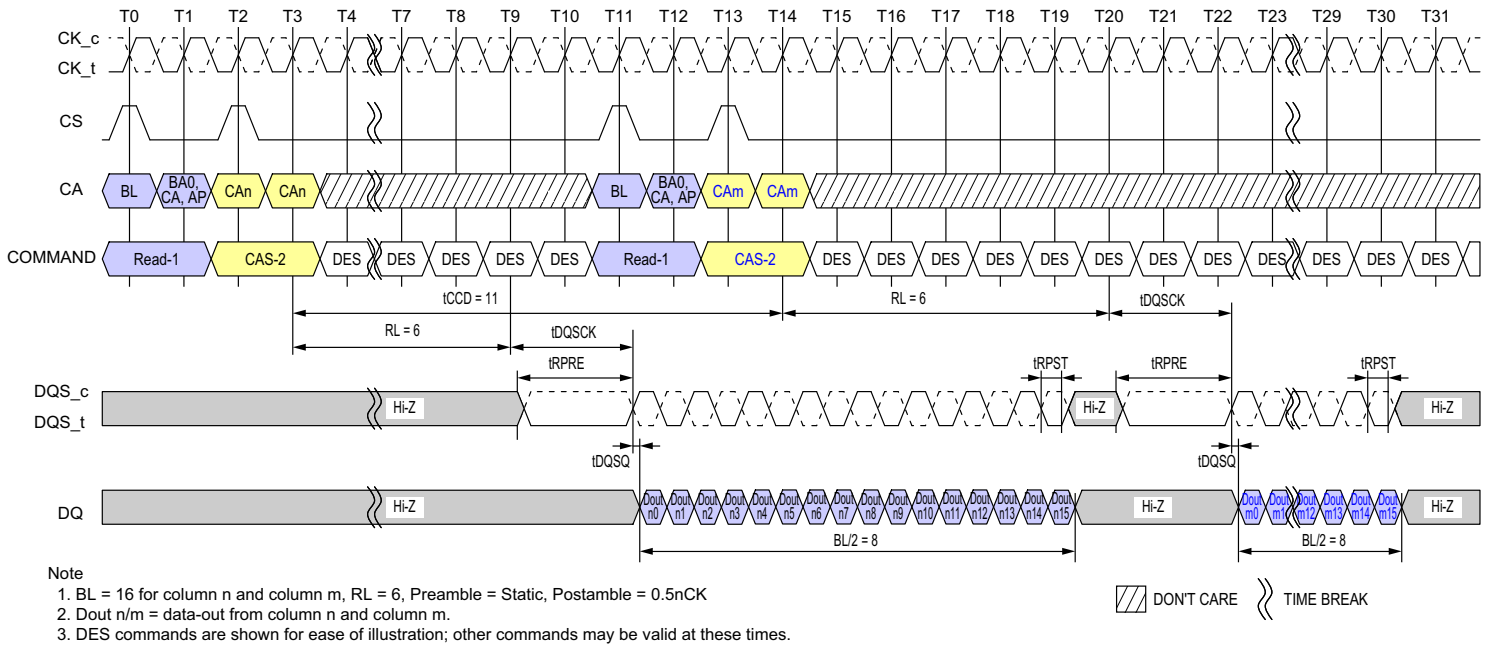 T0 T1 T2 T3 T4 T7 T8 T9 T10 T11 T12 T13 T14 T15 T16 T17 T18 T19 T20 T21 T22 T23 T29 T30 T31
CK_c
CK_t
CS
CA
BL BA0, CA, AP CAn CAn BL BA0, CA, AP CAm CAm
COMMAND
Read-1 CAS-2 DES DES DES DES DES Read-1 CAS-2 DES DES DES DES DES DES DES DES DES DES DES DES
tCCD = 11 RL = 6 tDQSCK
RL = 6 tDQSCK
tRPRE tRPST tRPRE tRPST
DQS_c
DQS_t
Hi-Z Hi-Z Hi-Z
tDQSQ tDQSQ
DQ
Hi-Z Dout n0 Dout n1 Dout n2 Dout n3 Dout n4 Dout n5 Dout n6 Dout n7 Dout n8 Dout n9 Dout n10 Dout n11 Dout n12 Dout n13 Dout n14 Dout n15 Hi-Z Dout m0 Dout m1 Dout m12 Dout m13 Dout m14 Dout m15 Hi-Z
BL/2 = 8 BL/2 = 8
Note
1. BL = 16 for column n and column m, RL = 6, Preamble = Static, Postamble = 0.5nCK
2. Dout n/m = data-out from column n and column m.
3. DES commands are shown for ease of illustration; other commands may be valid at these times.
DON'T CARE TIME BREAK